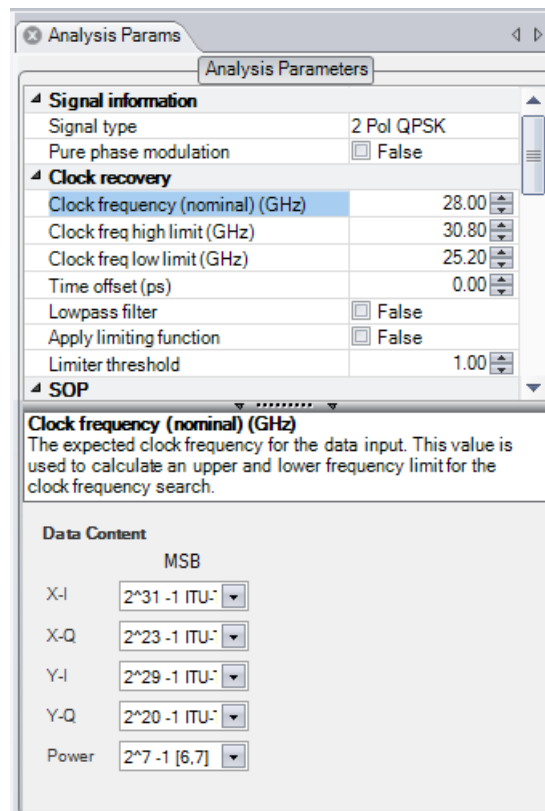 Analysis Params
Analysis Parameters
Signal information
Signal type 2 Pol QPSK
Pure phase modulation False
Clock recovery
Clock frequency (nominal) (GHz) 28.00
Clock freq high limit (GHz) 30.80
Clock freq low limit (GHz) 25.20
Time offset (ps) 0.00
Lowpass filter False
Apply limiting function False
Limiter threshold 1.00
SOP
Clock frequency (nominal) (GHz)
The expected clock frequency for the data input. This value is
used to calculate an upper and lower frequency limit for the
clock frequency search.
Data Content
MSB
X-I 2^31 -1 ITU-T
X-Q 2^23 -1 ITU-T
Y-I 2^29 -1 ITU-T
Y-Q 2^20 -1 ITU-T
Power 2^7 -1 [6,7]